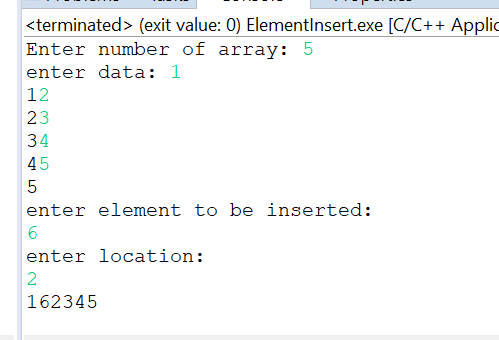 <terminated> (exit value: 0) ElementInsert.exe [C/C++ Applic
Enter number of array: 5
enter data: 1
12
23
34
45
5
enter element to be inserted:
6
enter location:
2
162345